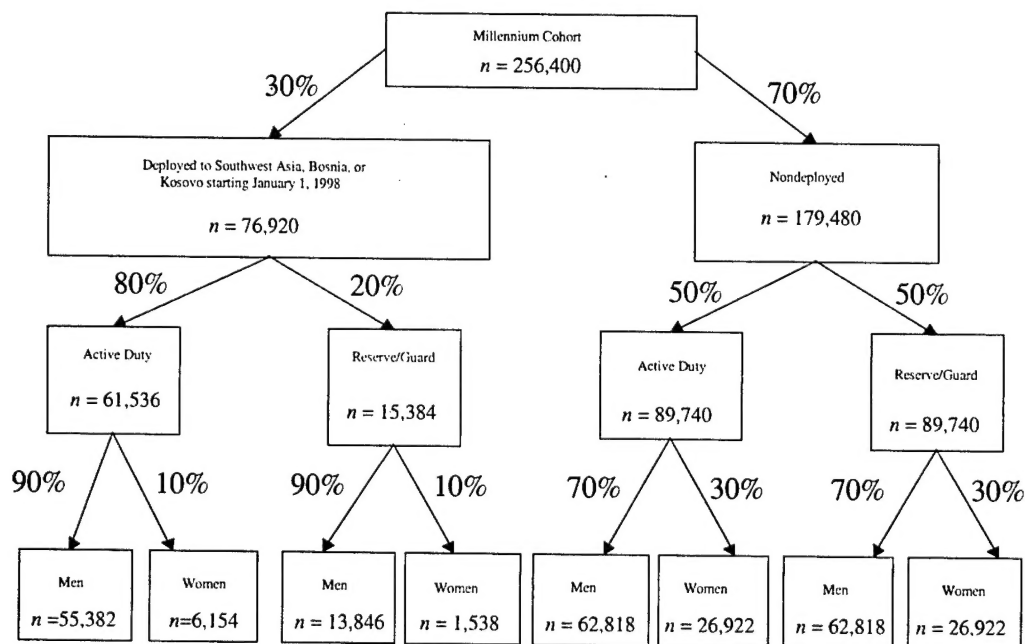 Millennium Cohort
n = 256,400
30%
70%
Deployed to Southwest Asia, Bosnia, or
Kosovo starting January 1, 1998
n = 76,920
Nondeployed
n = 179,480
80%
20%
50%
50%
Active Duty
n = 61,536
Reserve/Guard
n = 15,384
Active Duty
n = 89,740
Reserve/Guard
n = 89,740
90%
10%
90%
10%
70%
30%
70%
30%
Men
n =55,382
Women
n=6,154
Men
n = 13,846
Women
n = 1,538
Men
n = 62,818
Women
n = 26,922
Men
n = 62,818
Women
n = 26,922